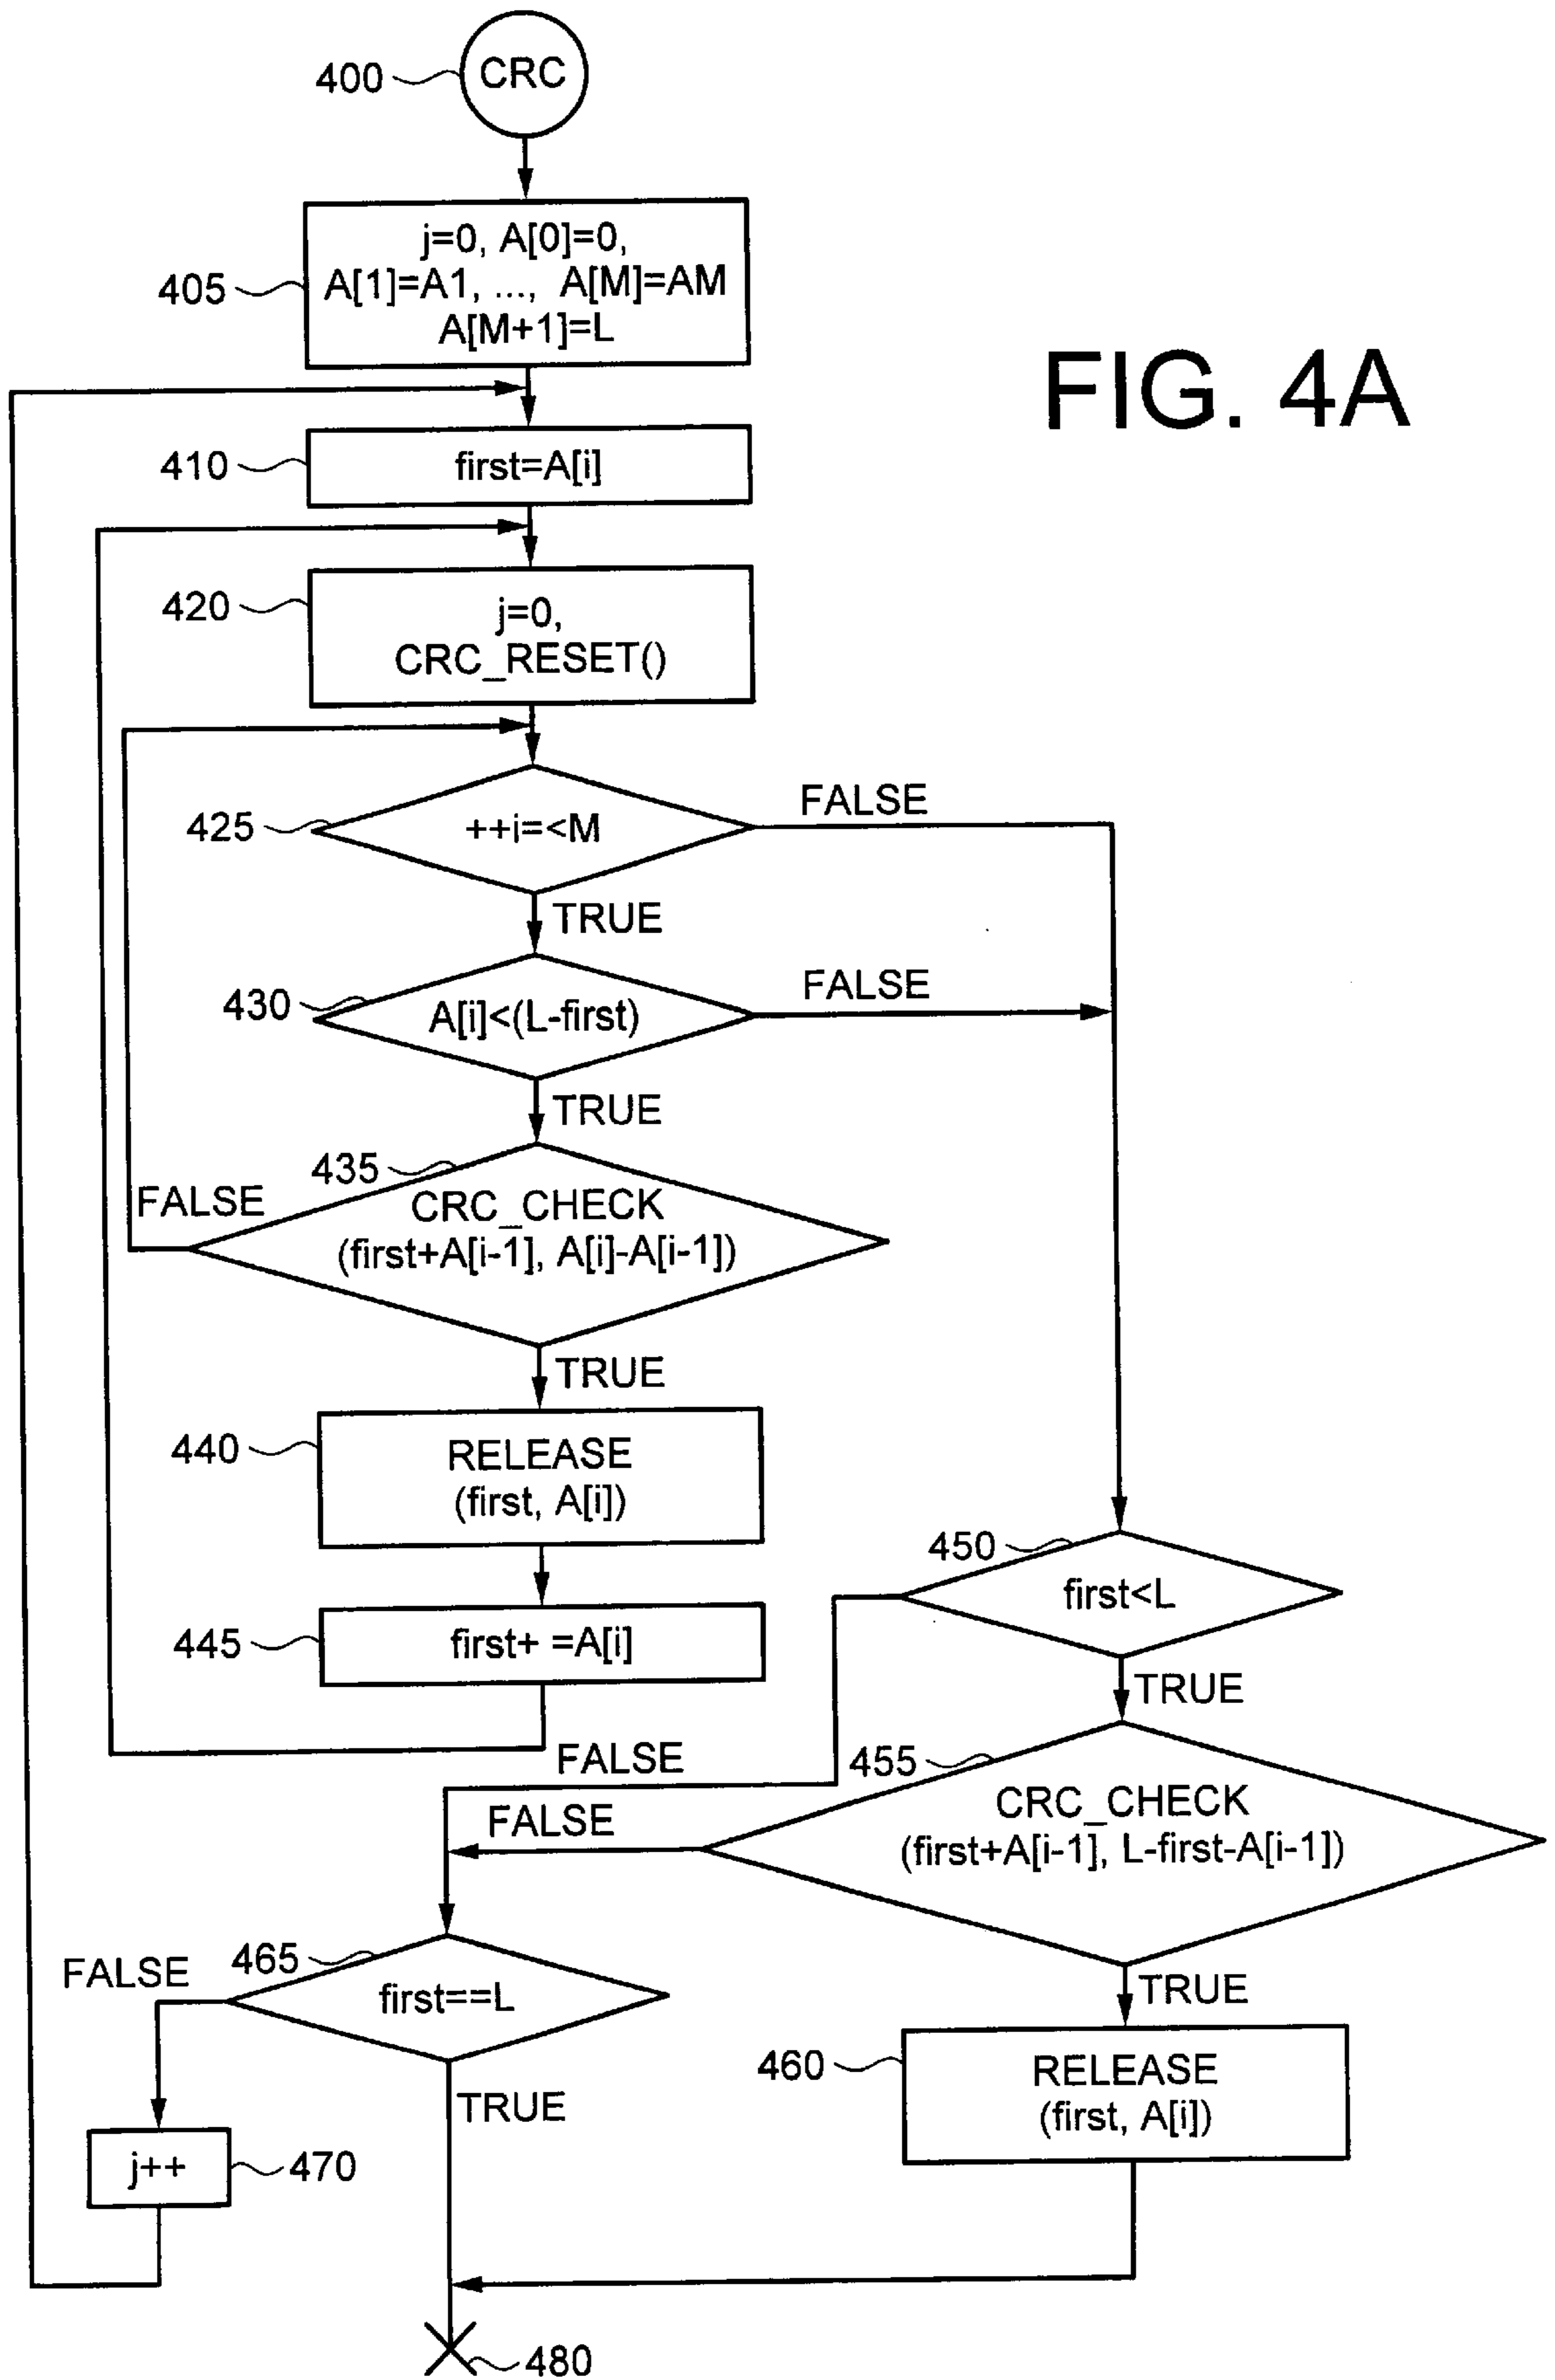 400
CRC
405
j=0, A[0]=0,
A[1]=A1, ..., A[M]=AM
A[M+1]=L
FIG. 4A
410
first=A[i]
420
j=0,
CRC_RESET()
425
++i=<M
FALSE
TRUE
430
A[i]<(L-first)
FALSE
TRUE
435
FALSE
CRC_CHECK
(first+A[i-1], A[i]-A[i-1])
TRUE
440
RELEASE
(first, A[i])
445
first+ =A[i]
450
first<L
TRUE
FALSE
455
CRC_CHECK
(first+A[i-1], L-first-A[i-1])
FALSE
TRUE
465
FALSE
first==L
TRUE
460
RELEASE
(first, A[i])
j++
470
480